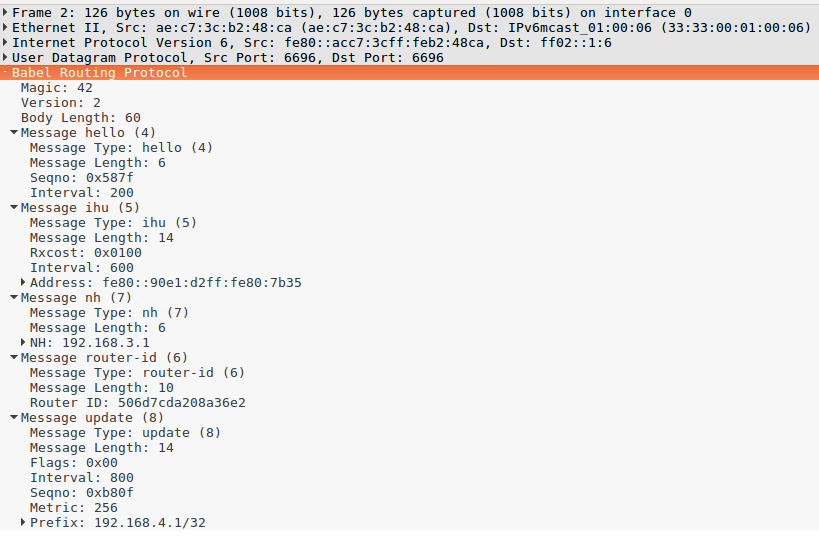 Frame 2: 126 bytes on wire (1008 bits), 126 bytes captured (1008 bits) on interface 0
Ethernet II, Src: ae:c7:3c:b2:48:ca (ae:c7:3c:b2:48:ca), Dst: IPv6mcast_01:00:06 (33:33:00:01:00:06)
Internet Protocol Version 6, Src: fe80::acc7:3cff:feb2:48ca, Dst: ff02::1:6
User Datagram Protocol, Src Port: 6696, Dst Port: 6696
Babel Routing Protocol
Magic: 42
Version: 2
Body Length: 60
Message hello (4)
Message Type: hello (4)
Message Length: 6
Seqno: 0x587f
Interval: 200
Message ihu (5)
Message Type: ihu (5)
Message Length: 14
Rxcost: 0x0100
Interval: 600
Address: fe80::90e1:d2ff:fe80:7b35
Message nh (7)
Message Type: nh (7)
Message Length: 6
NH: 192.168.3.1
Message router-id (6)
Message Type: router-id (6)
Message Length: 10
Router ID: 506d7cda208a36e2
Message update (8)
Message Type: update (8)
Message Length: 14
Flags: 0x00
Interval: 800
Seqno: 0xb80f
Metric: 256
Prefix: 192.168.4.1/32